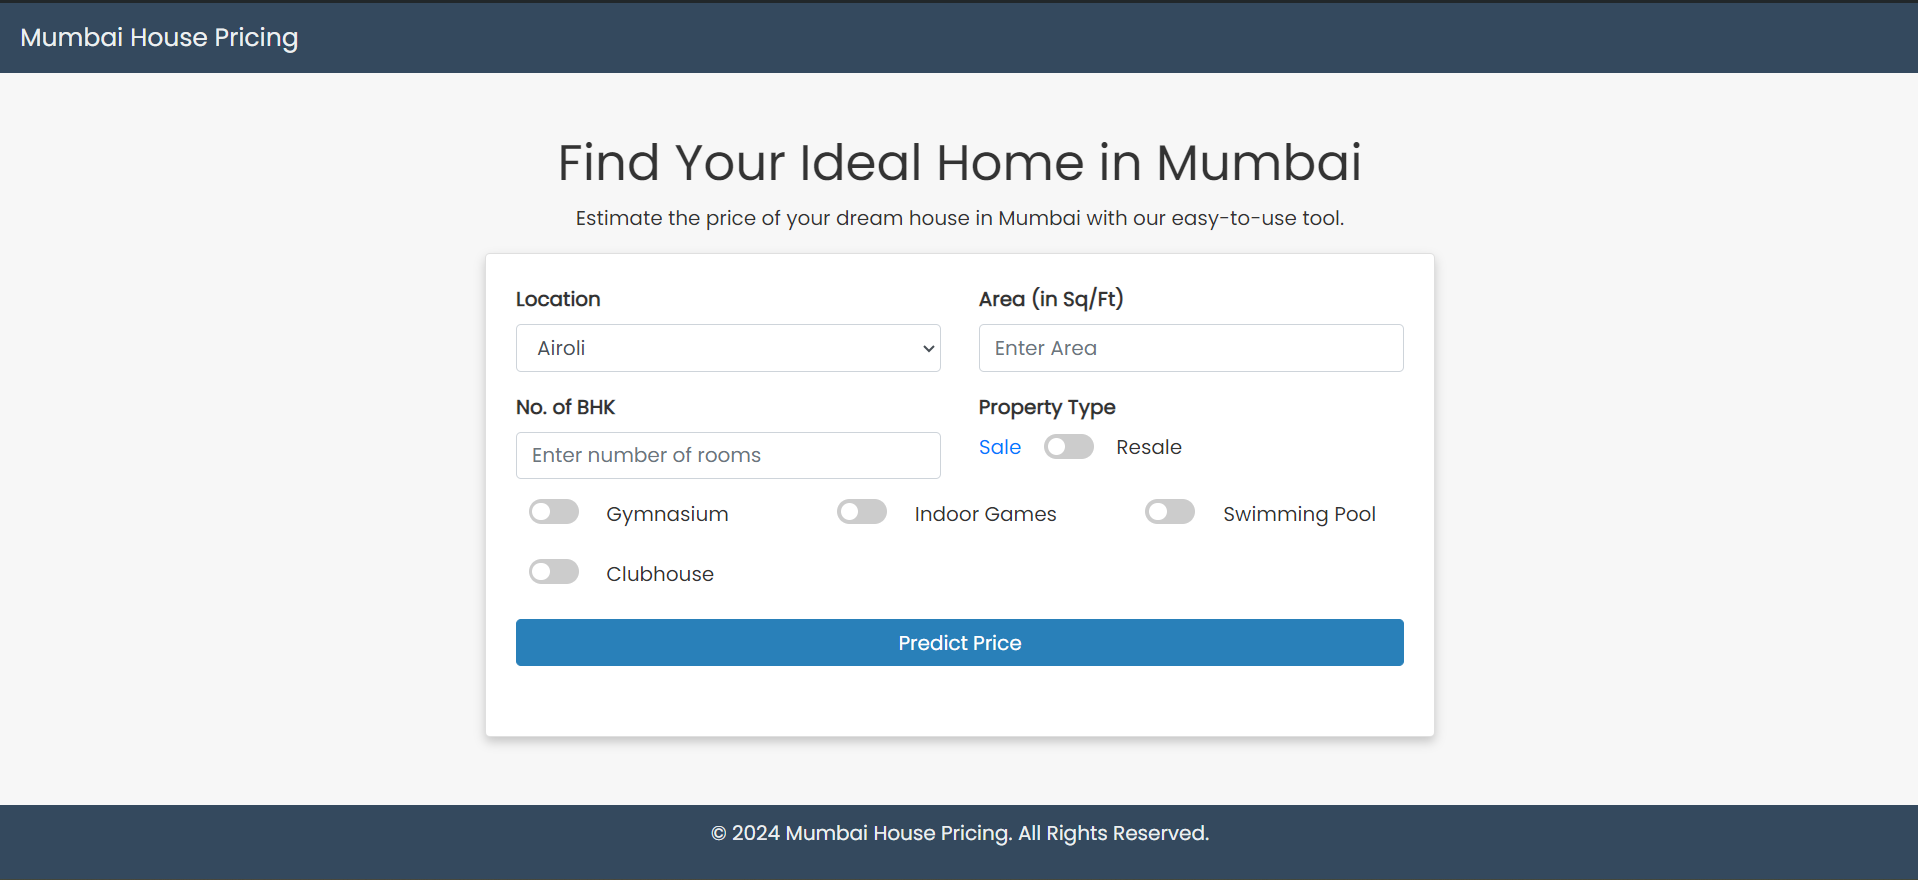 Mumbai House Pricing
Find Your Ideal Home in Mumbai
Estimate the price of your dream house in Mumbai with our easy-to-use tool.
Location
Airoli
Area (in Sq/Ft)
Enter Area
No. of BHK
Enter number of rooms
Property Type
Sale Resale
Gymnasium
Indoor Games
Swimming Pool
Clubhouse
Predict Price
© 2024 Mumbai House Pricing. All Rights Reserved.